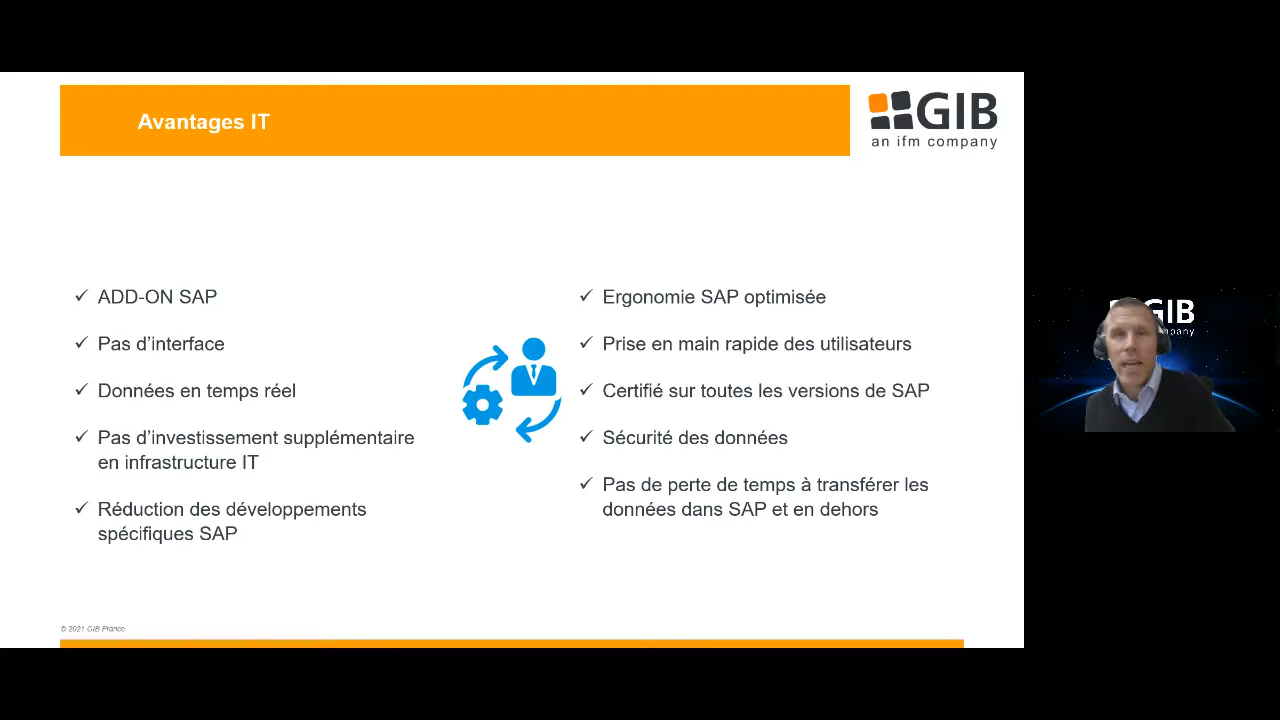 Avantages IT
GIB
an ifm company
ADD-ON SAP
Pas d’interface
Données en temps réel
Pas d’investissement supplémentaire
en infrastructure IT
Réduction des développements
spécifiques SAP
Ergonomie SAP optimisée
Prise en main rapide des utilisateurs
Certifié sur toutes les versions de SAP
Sécurité des données
Pas de perte de temps à transférer les
données dans SAP et en dehors
GIB
© 2021 GIB France